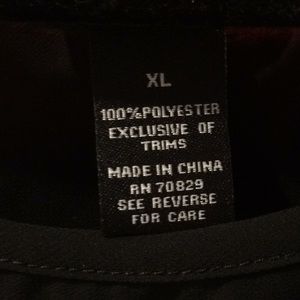 XL
100%POLYESTER
EXCLUSIVE OF
TRIMS
MADE IN CHINA
RN 70829
SEE REVERSE
FOR CARE